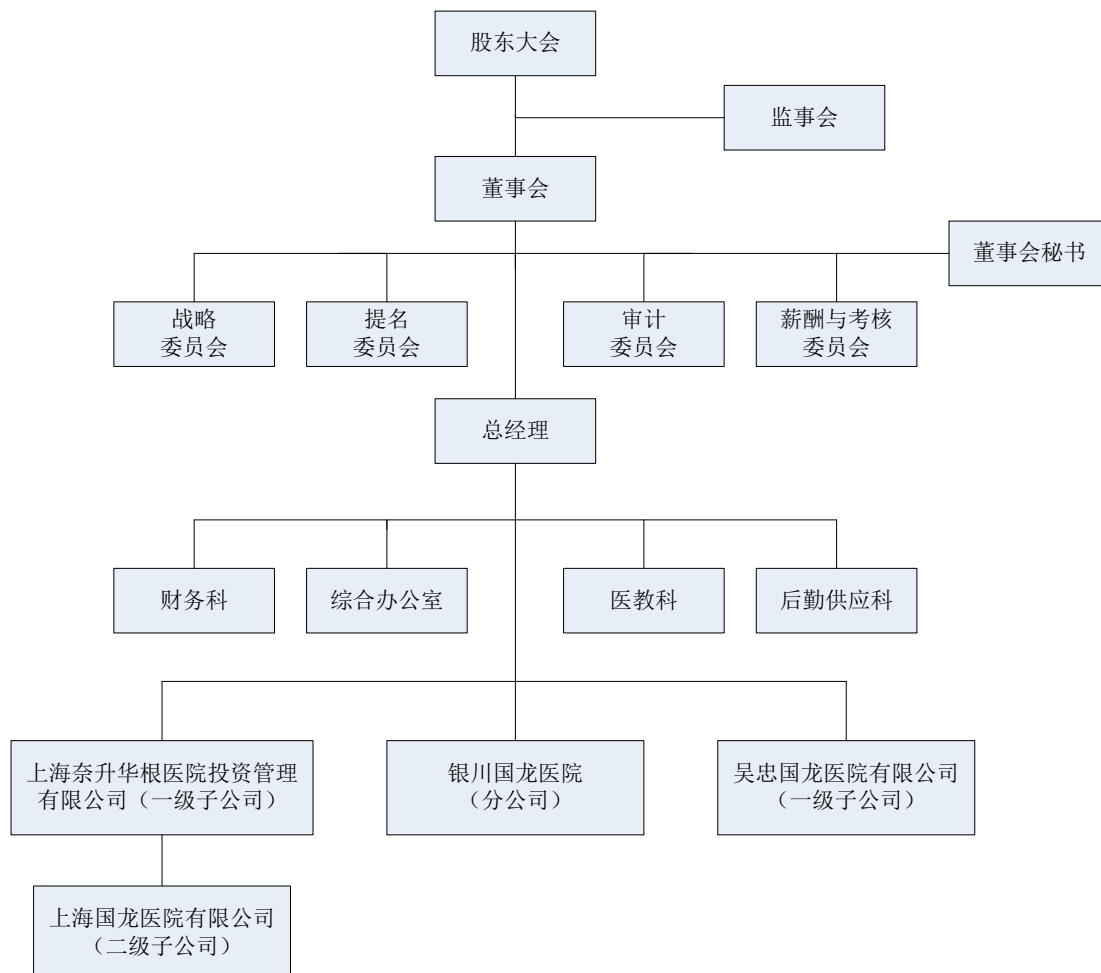 股东大会
监事会
董事会
董事会秘书
战略
委员会
提名
委员会
审计
委员会
薪酬与考核
委员会
总经理
财务科
综合办公室
医教科
后勤供应科
上海奈升华根医院投资管理
有限公司（一级子公司）
银川国龙医院
（分公司）
吴忠国龙医院有限公司
（一级子公司）
上海国龙医院有限公司
（二级子公司）